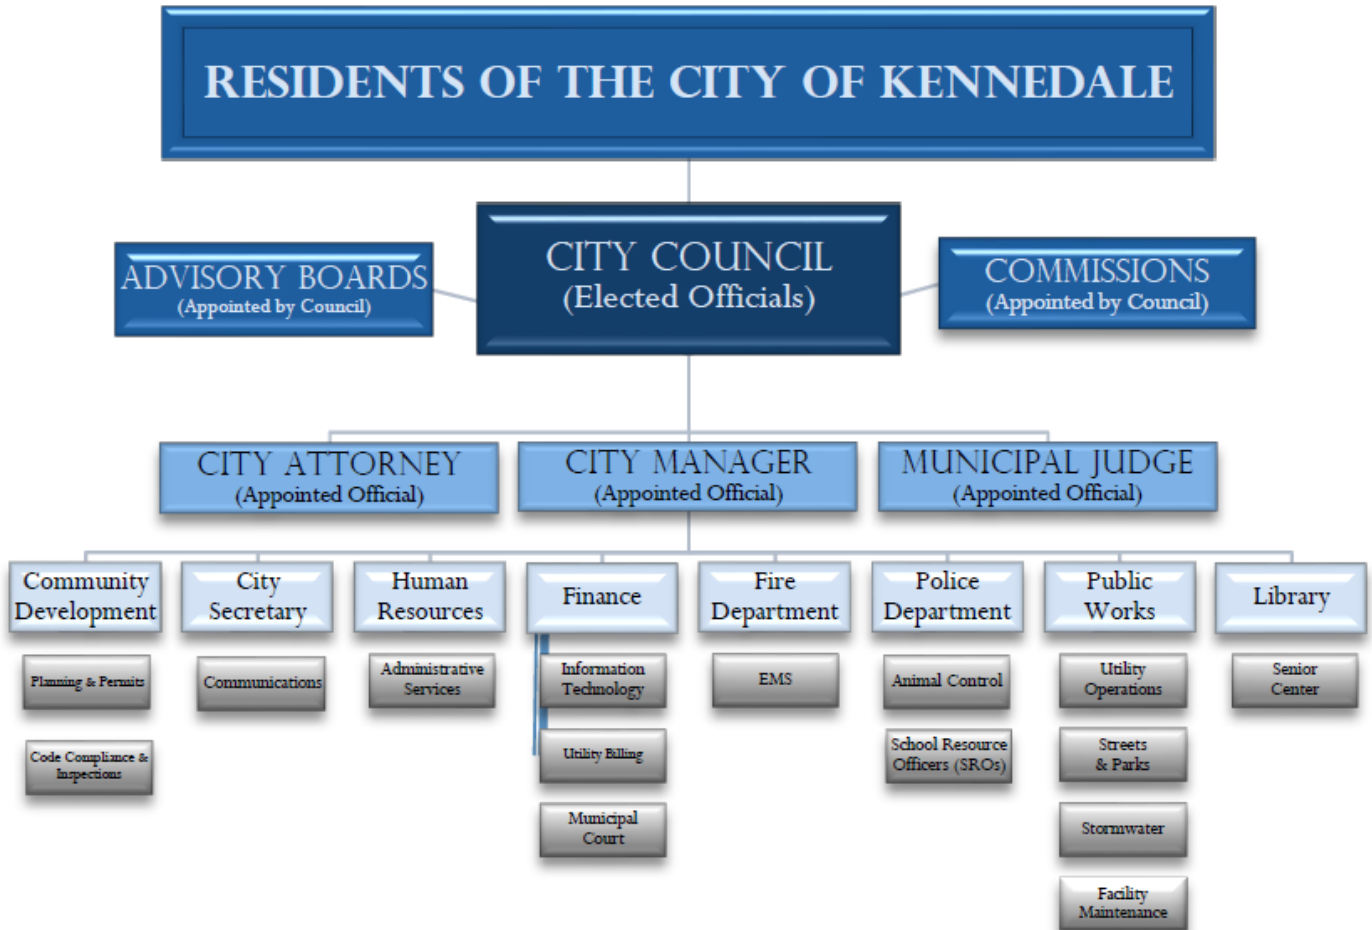 RESIDENTS OF THE CITY OF KENNEDALE
CITY COUNCIL
(Elected Officials)
ADVISORY BOARDS
(Appointed by Council)
COMMISSIONS
(Appointed by Council)
CITY ATTORNEY
(Appointed Official)
CITY MANAGER
(Appointed Official)
MUNICIPAL JUDGE
(Appointed Official)
Community
Development
City
Secretary
Human
Resources
Finance
Fire
Department
Police
Department
Public
Works
Library
Planning & Permits
Code Compliance &
Inspections
Communications
Administrative
Services
Information
Technology
Utility Billing
Municipal
Court
EMS
Animal Control
School Resource
Officers (SROs)
Utility
Operations
Streets
& Parks
Stormwater
Facility
Maintenance
Senior
Center